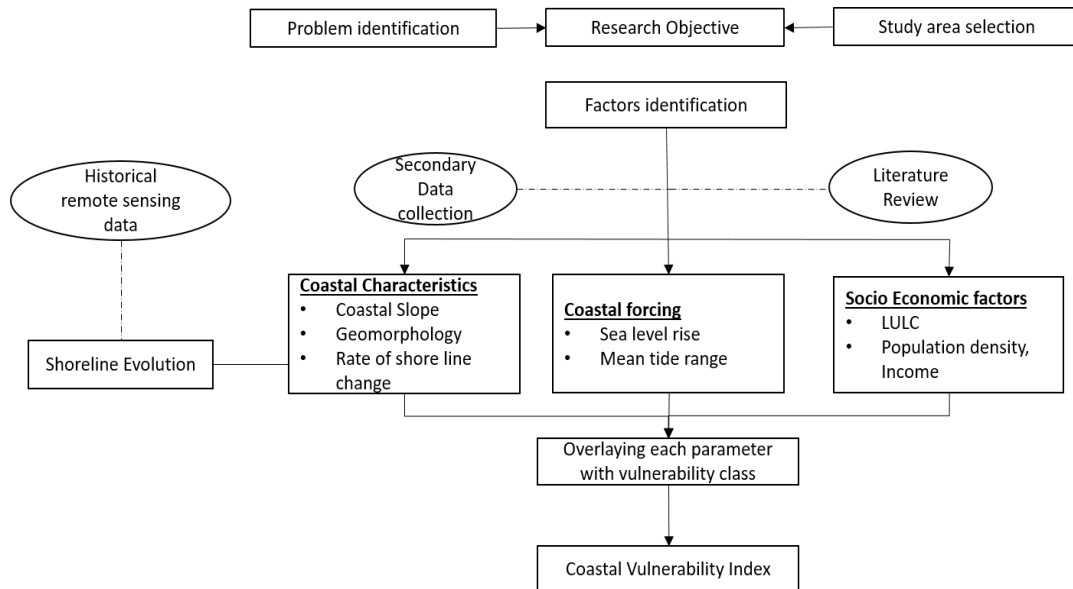 Problem identification
Research Objective
Study area selection
Factors identification
Historical
remote sensing
data
Secondary
Data
collection
Literature
Review
Shoreline Evolution
Coastal Characteristics
• Coastal Slope
• Geomorphology
• Rate of shore line
change
Coastal forcing
• Sea level rise
• Mean tide range
Socio Economic factors
• LULC
• Population density,
Income
Overlaying each parameter
with vulnerability class
Coastal Vulnerability Index